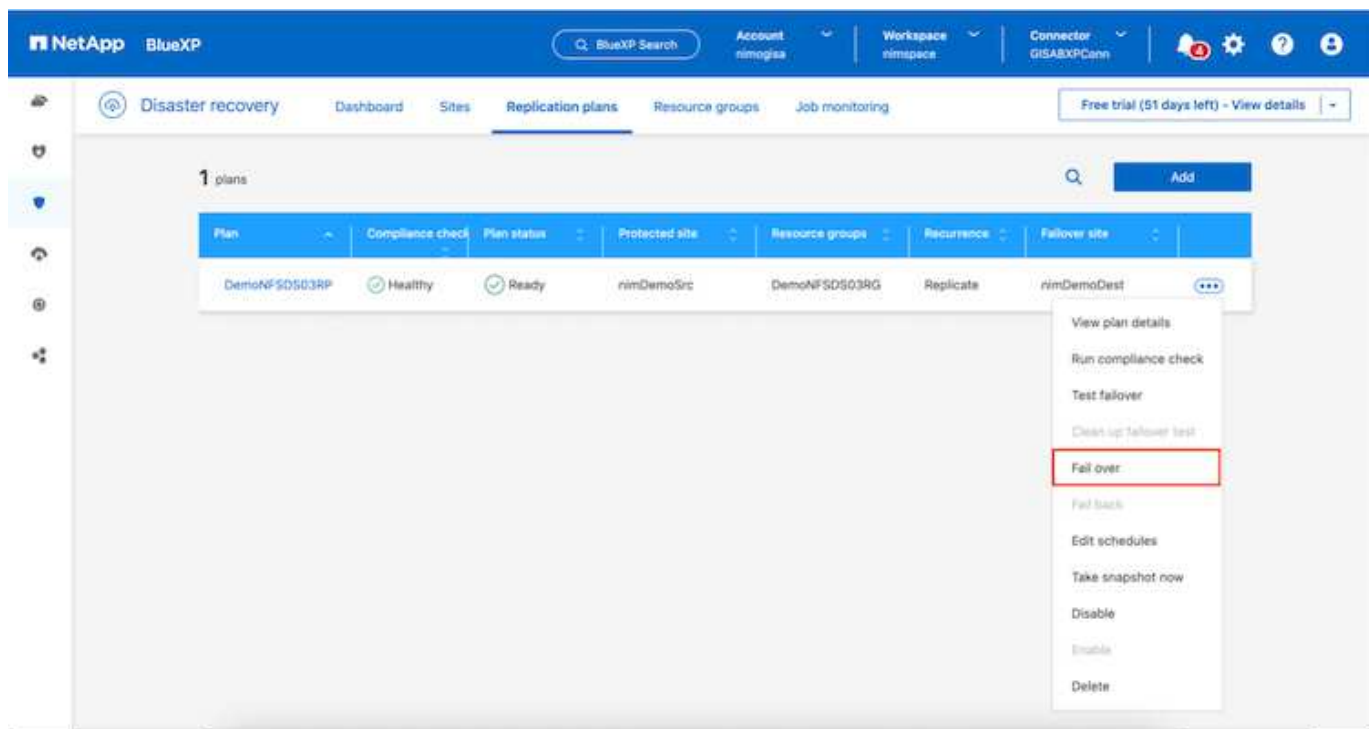 NetApp BlueXP BlueXP Search Account nimogisa Workspace nimspace Connector GISABXPConn 4
Disaster recovery Dashboard Sites Replication plans Resource groups Job monitoring Free trial (51 days left) - View details
1 plans Add
Plan Compliance check Plan status Protected site Resource groups Recurrence Failover site
DemoNFSDS03RP Healthy Ready nimDemoSrc DemoNFSDS03RG Replicate nimDemoDest
View plan details
Run compliance check
Test failover
Clean up failover test
Fail over
Fail back
Edit schedules
Take snapshot now
Disable
Enable
Delete